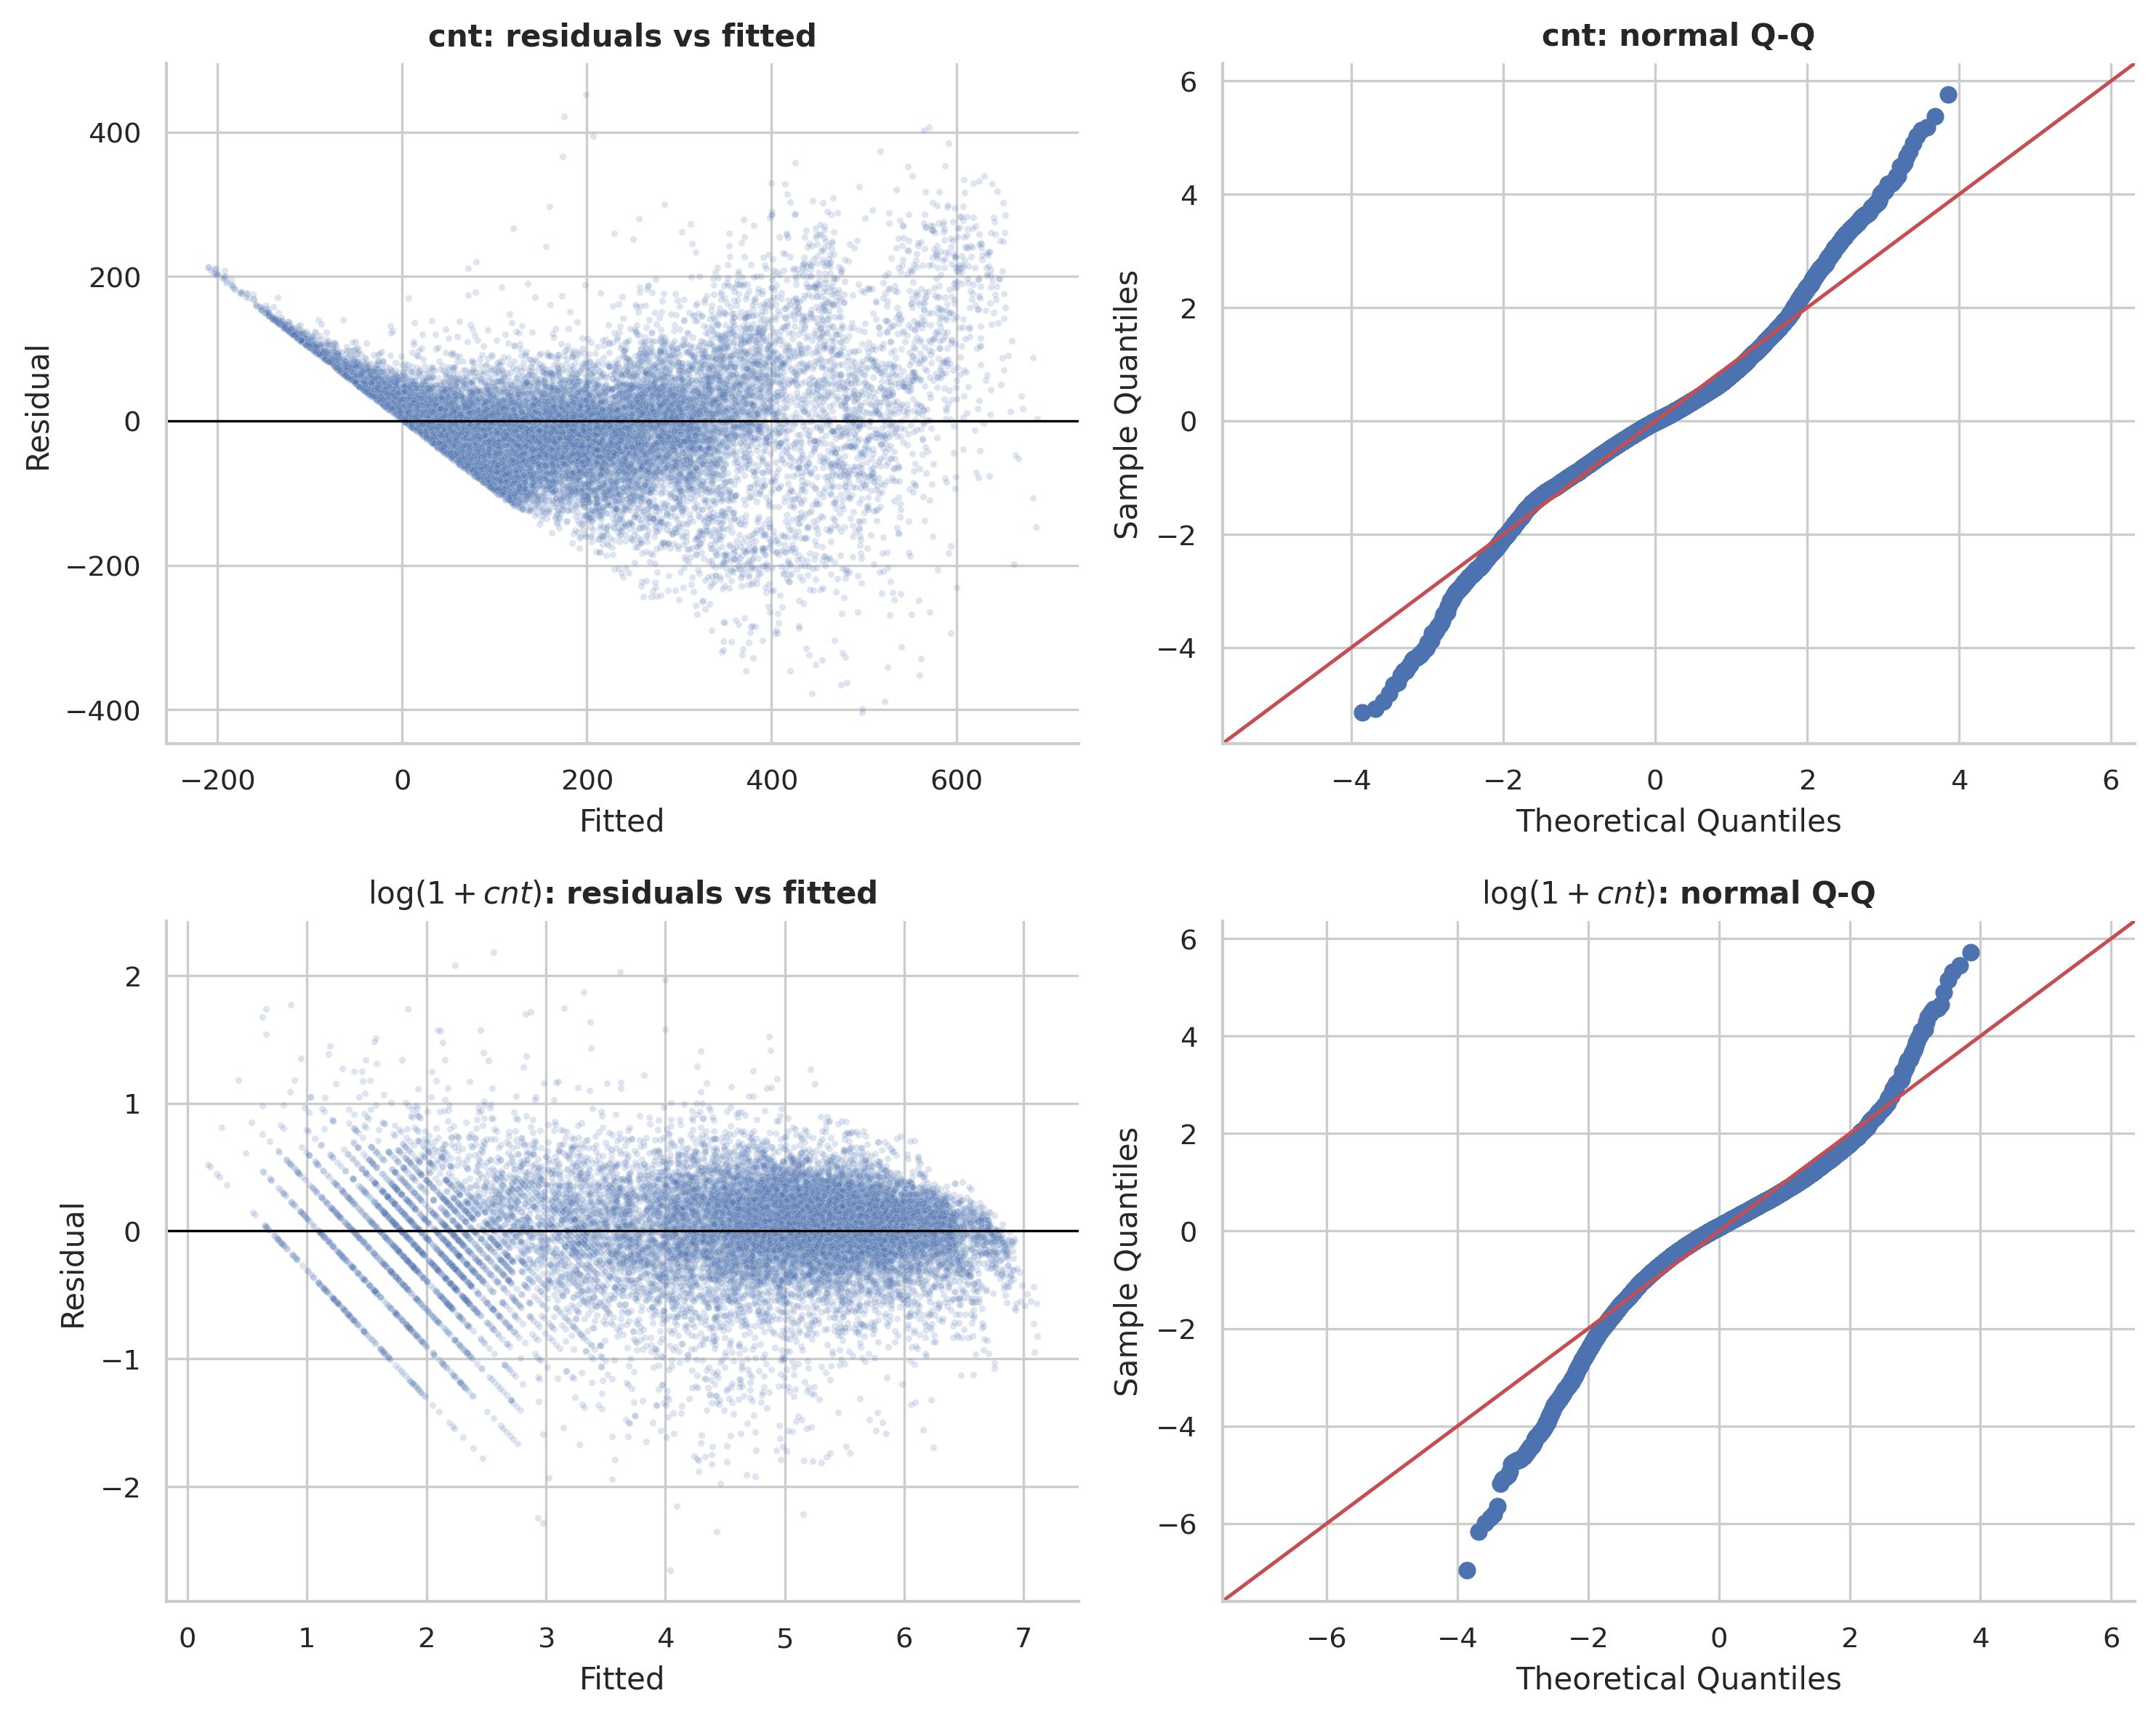 cnt: residuals vs fitted
400
200
0
−200
−400
Residual
−200 0 200 400 600
Fitted
cnt: normal Q-Q
6
4
2
0
−2
−4
Sample Quantiles
−4 −2 0 2 4 6
Theoretical Quantiles
log(1 + cnt): residuals vs fitted
2
1
0
−1
−2
Residual
0 1 2 3 4 5 6 7
Fitted
log(1 + cnt): normal Q-Q
6
4
2
0
−2
−4
−6
Sample Quantiles
−6 −4 −2 0 2 4 6
Theoretical Quantiles